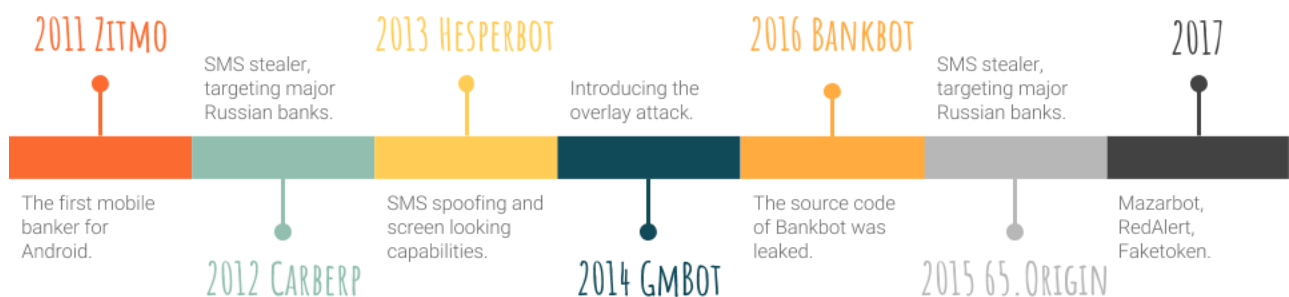 2011 ZITMO
The first mobile
banker for
Android.
SMS stealer,
targeting major
Russian banks.
2012 CARBERP
2013 HESPERBOT
SMS spoofing and
screen looking
capabilities.
Introducing the
overlay attack.
2014 GMBOT
2016 BANKBOT
The source code
of Bankbot was
leaked.
SMS stealer,
targeting major
Russian banks.
2015 65.ORIGIN
2017
Mazarbot,
RedAlert,
Faketoken.